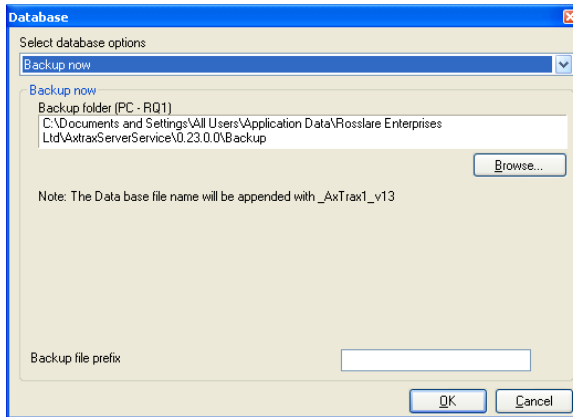 Database
Select database options
Backup now
Backup now
Backup folder (PC - RQ1)
C:\Documents and Settings\All Users\Application Data\Rosslare Enterprises
Ltd\AxtraxServerService\0.23.0.0\Backup
Browse...
Note: The Data base file name will be appended with _AxTrax1_v13
Backup file prefix
OK
Cancel